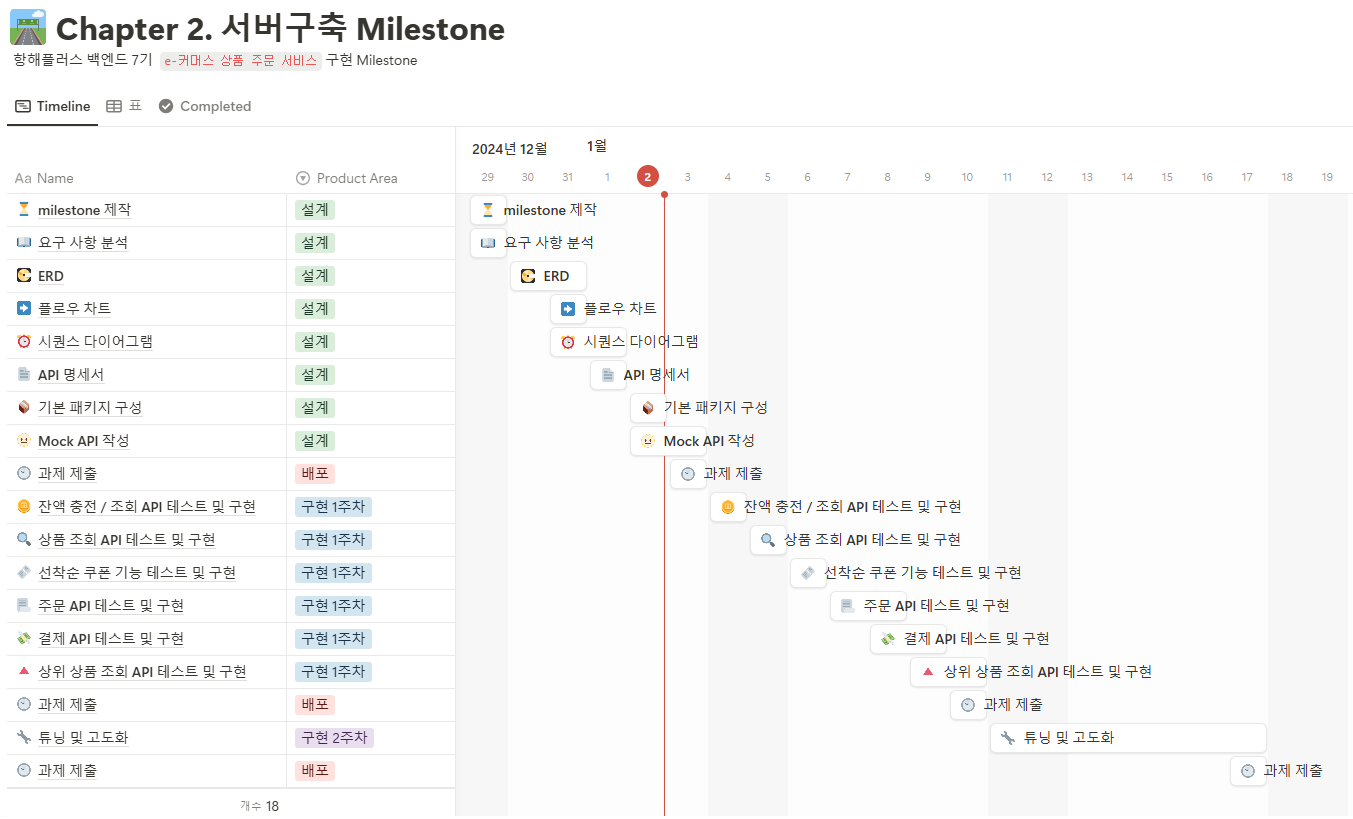 Chapter 2. 서버구축 Milestone
항해플러스 백엔드 7기 e-커머스 상품 주문 서비스 구현 Milestone
Timeline 표 Completed
2024년 12월 1월
Aa Name Product Area 29 30 31 1 2 3 4 5 6 7 8 9 10 11 12 13 14 15 16 17 18 19
milestone 제작 설계 milestone 제작
요구 사항 분석 설계 요구 사항 분석
ERD 설계 ERD
플로우 차트 설계 플로우 차트
시퀀스 다이어그램 설계 시퀀스 다이어그램
API 명세서 설계 API 명세서
기본 패키지 구성 설계 기본 패키지 구성
Mock API 작성 설계 Mock API 작성
과제 제출 배포 과제 제출
잔액 충전 / 조회 API 테스트 및 구현 구현 1주차 잔액 충전 / 조회 API 테스트 및 구현
상품 조회 API 테스트 및 구현 구현 1주차 상품 조회 API 테스트 및 구현
선착순 쿠폰 기능 테스트 및 구현 구현 1주차 선착순 쿠폰 기능 테스트 및 구현
주문 API 테스트 및 구현 구현 1주차 주문 API 테스트 및 구현
결제 API 테스트 및 구현 구현 1주차 결제 API 테스트 및 구현
상위 상품 조회 API 테스트 및 구현 구현 1주차 상위 상품 조회 API 테스트 및 구현
과제 제출 배포 과제 제출
튜닝 및 고도화 구현 2주차 튜닝 및 고도화
과제 제출 배포 과제 제출
개수 18